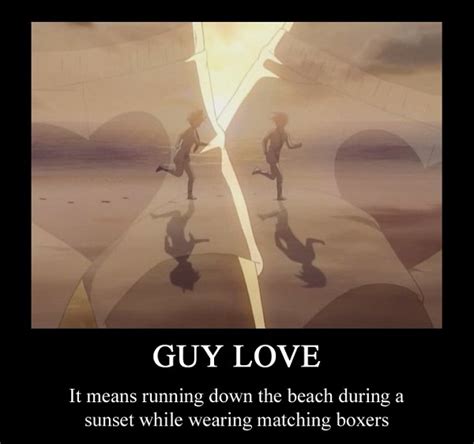 GUY LOVE
It means running down the beach during a
sunset while wearing matching boxers